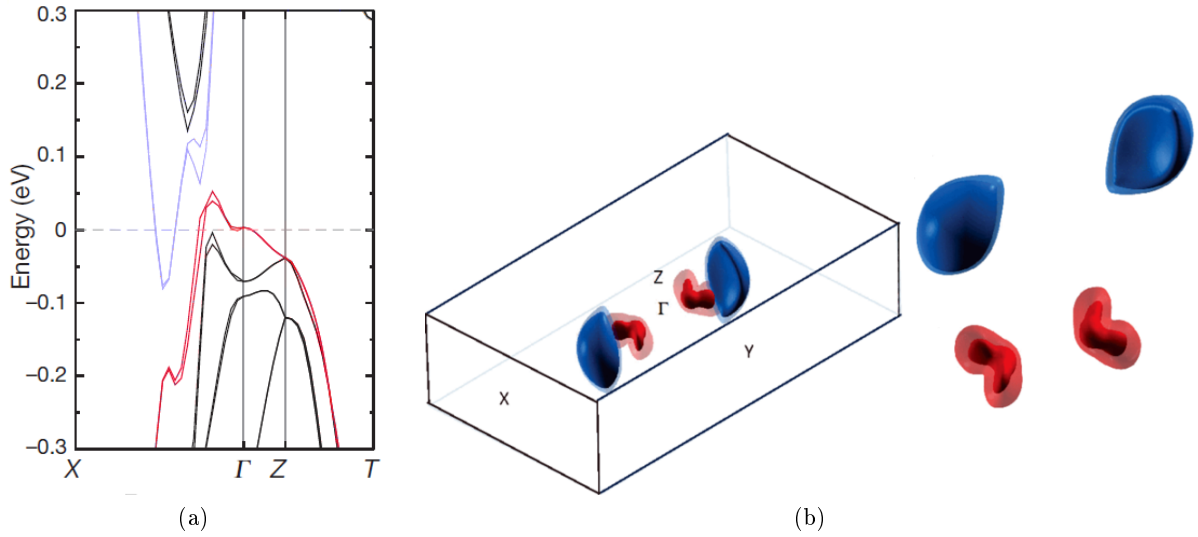 0.3
0.2
0.1
0
−0.1
−0.2
−0.3
Energy (eV)
X Γ Z T
(a)
Z
Γ
Y
X
(b)